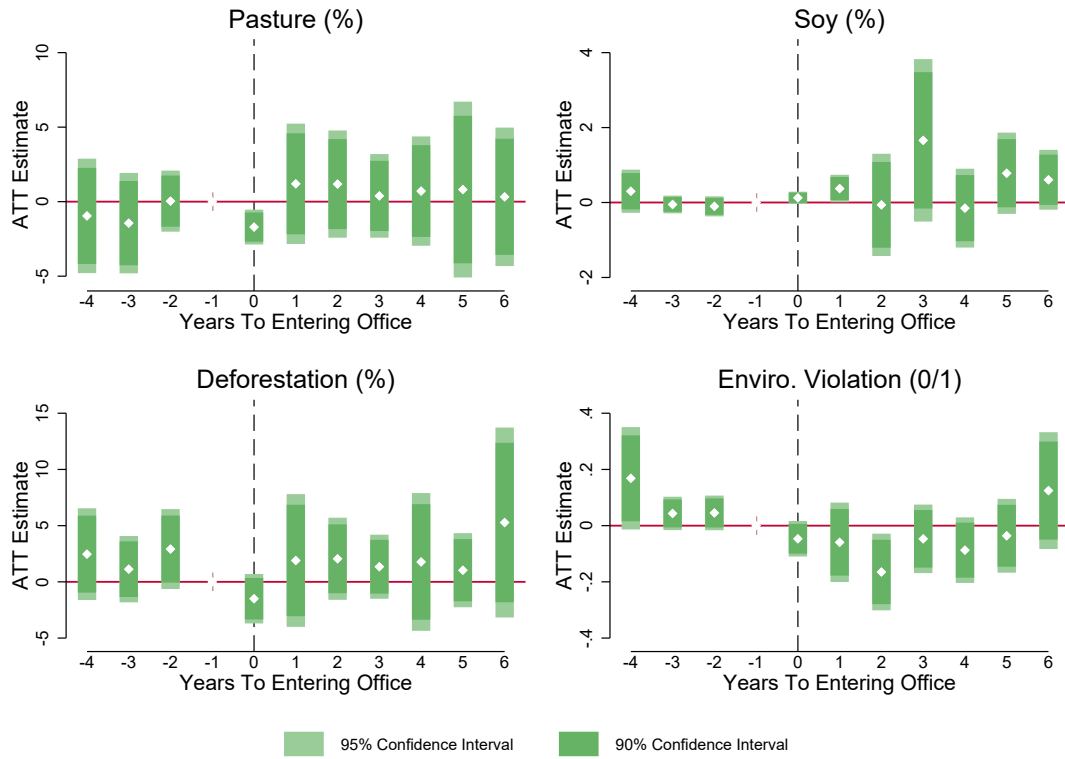 Pasture (%)
ATT Estimate
10
5
0
-5
-4 -3 -2 -1 0 1 2 3 4 5 6
Years To Entering Office
Soy (%)
ATT Estimate
4
2
0
-2
-4 -3 -2 -1 0 1 2 3 4 5 6
Years To Entering Office
Deforestation (%)
ATT Estimate
15
10
5
0
-5
-4 -3 -2 -1 0 1 2 3 4 5 6
Years To Entering Office
Enviro. Violation (0/1)
ATT Estimate
.4
.2
0
-.2
-.4
-4 -3 -2 -1 0 1 2 3 4 5 6
Years To Entering Office
95% Confidence Interval
90% Confidence Interval